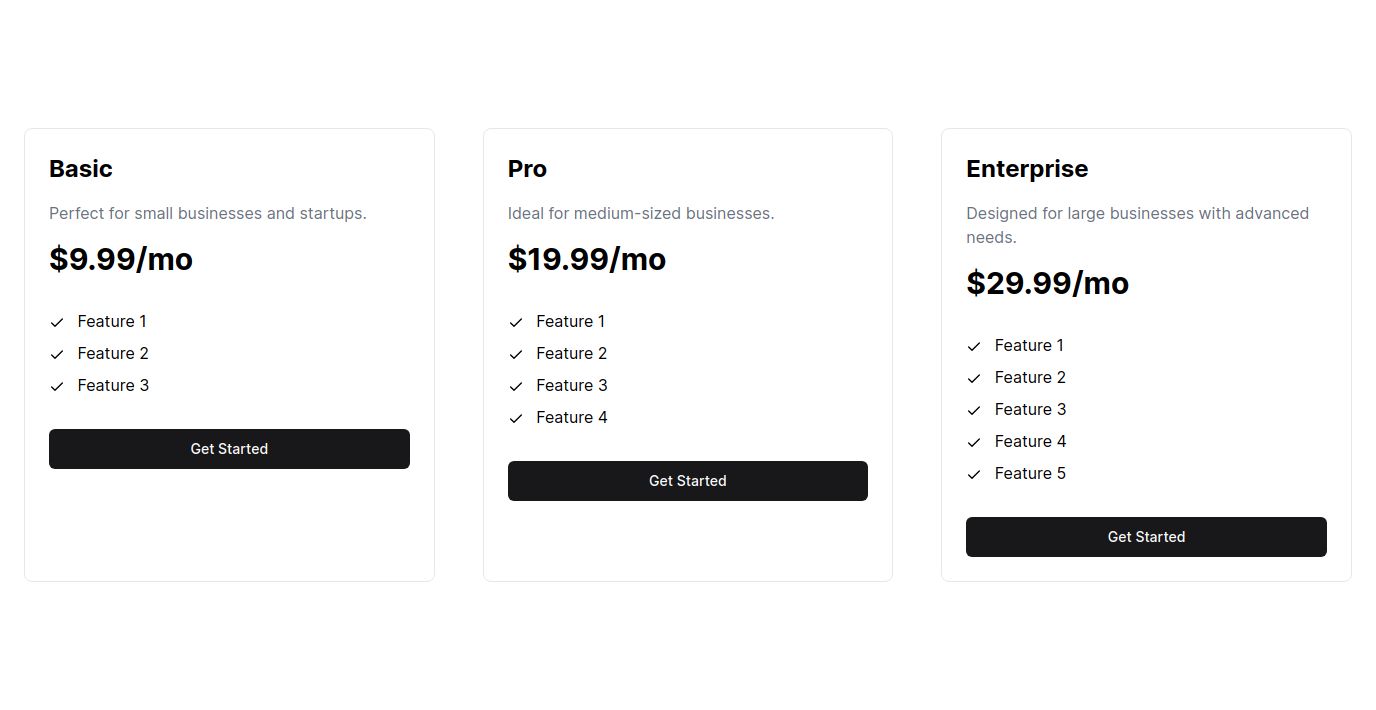 Basic
Perfect for small businesses and startups.
$9.99/mo
Feature 1
Feature 2
Feature 3
Get Started
Pro
Ideal for medium-sized businesses.
$19.99/mo
Feature 1
Feature 2
Feature 3
Feature 4
Get Started
Enterprise
Designed for large businesses with advanced
needs.
$29.99/mo
Feature 1
Feature 2
Feature 3
Feature 4
Feature 5
Get Started